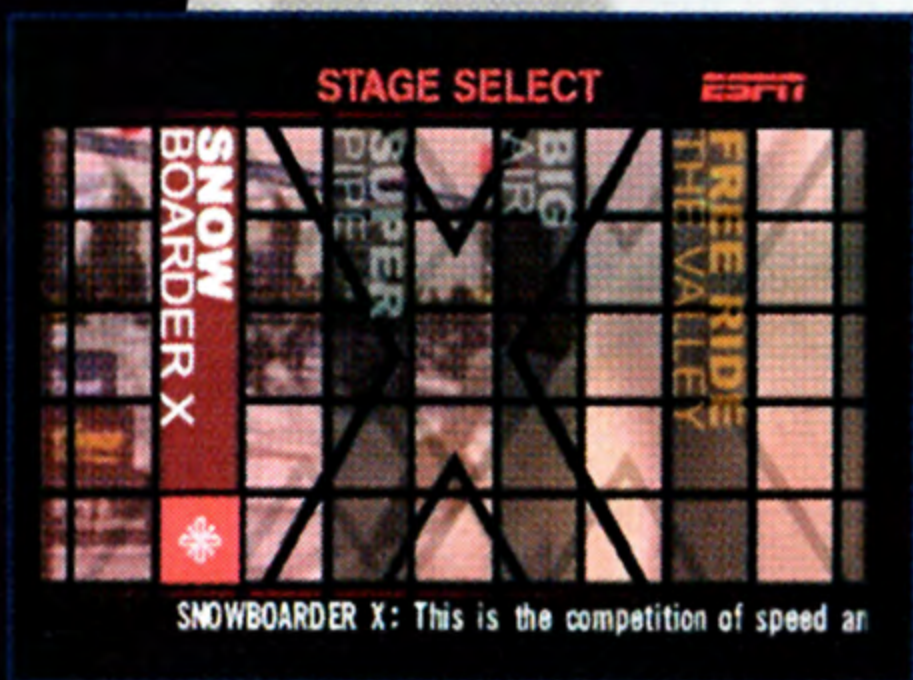 STAGE SELECT
ESPN
SNOW
BOARDER X
SUPER
PIPE
BIG
AIR
FREE RIDE
THE VALLEY
SNOWBOARDER X: This is the competition of speed an